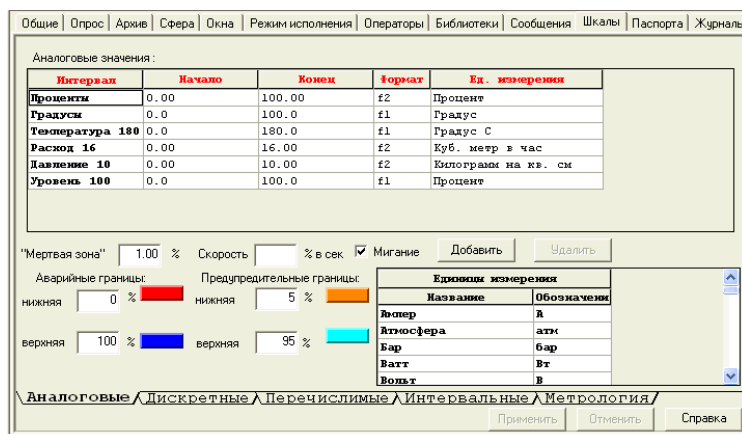 Общие Опрос Архив Сфера Окна Режим исполнения Операторы Библиотеки Сообщения Шкалы Паспорта Журналы
Аналоговые значения :
Интервал Начало Конец Формат Ед. измерения
Проценты 0.00 100.00 f2 Процент
Градусы 0.0 100.0 f1 Градус
Температура 180 0.0 180.0 f1 Градус С
Расход 16 0.00 16.00 f2 Куб. метр в час
Давление 10 0.00 10.00 f2 Килограмм на кв. см
Уровень 100 0.0 100.0 f1 Процент
"Мертвая зона" 1.00 % Скорость % в сек Мигание Добавить Удалить
Аварийные границы: Предупредительные границы:
нижняя 0 % нижняя 5 %
верхняя 100 % верхняя 95 %
Единицы измерения
Название Обозначени
Ампер А
Атмосфера атм
Бар бар
Ватт Вт
Вольт В
Аналоговые Дискретные Перечислимые Интервальные Метрология
Применить Отменить Справка